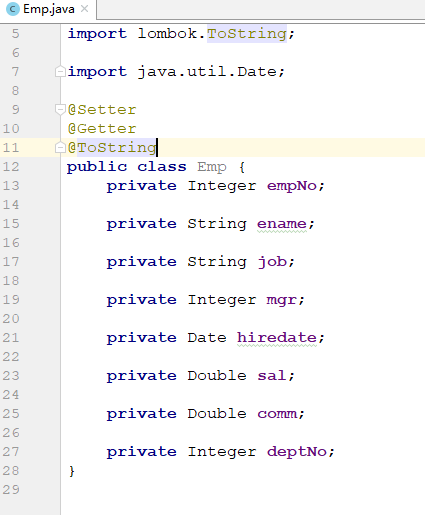 Emp.java
5 import lombok.ToString;
6
7 import java.util.Date;
8
9 @Setter
10 @Getter
11 @ToString
12 public class Emp {
13 private Integer empNo;
14
15 private String ename;
16
17 private String job;
18
19 private Integer mgr;
20
21 private Date hiredate;
22
23 private Double sal;
24
25 private Double comm;
26
27 private Integer deptNo;
28 }
29